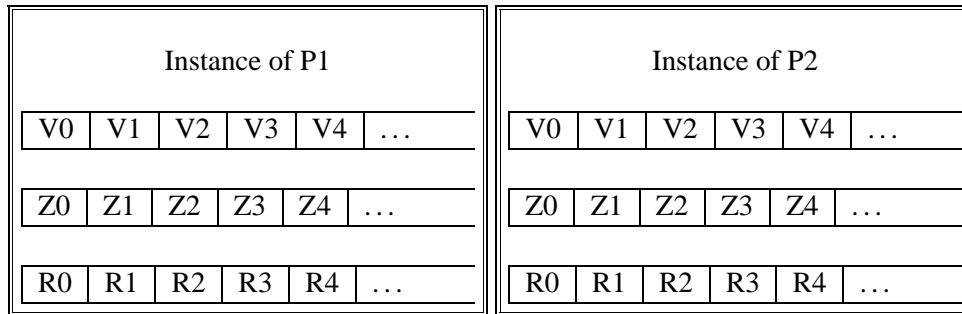 Instance of P1
V0 V1 V2 V3 V4 . . .
Z0 Z1 Z2 Z3 Z4 . . .
R0 R1 R2 R3 R4 . . .
Instance of P2
V0 V1 V2 V3 V4 . . .
Z0 Z1 Z2 Z3 Z4 . . .
R0 R1 R2 R3 R4 . . .